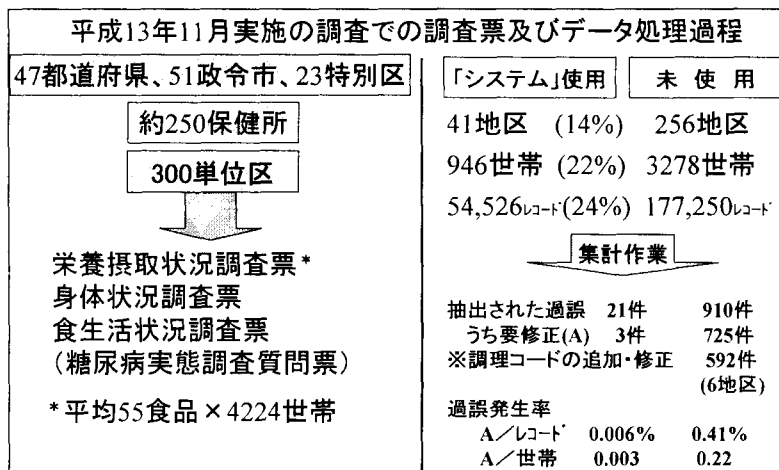 平成13年11月実施の調査での調査票及びデータ処理過程
47都道府県、51政令市、23特別区
約250保健所
300単位区
栄養摂取状況調査票*
身体状況調査票
食生活状況調査票
(糖尿病実態調査質問票)
*平均55食品×4224世帯
「システム」使用 未使用
41地区 (14%) 256地区
946世帯 (22%) 3278世帯
54,526レコード(24%) 177,250レコード
集計作業
抽出された過誤 21件 910件
うち要修正(A) 3件 725件
※調理コードの追加・修正 592件
(6地区)
過誤発生率
A/レコード 0.006% 0.41%
A/世帯 0.003 0.22